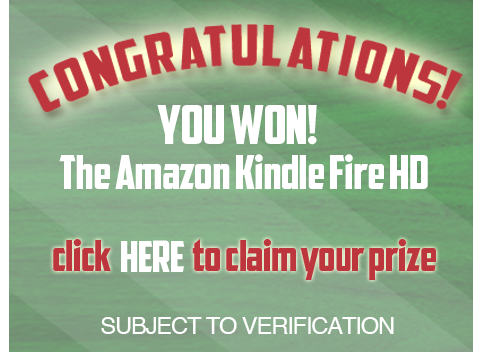 CONGRATULATIONS!
YOU WON!
The Amazon Kindle Fire HD
click HERE to claim your prize
SUBJECT TO VERIFICATION